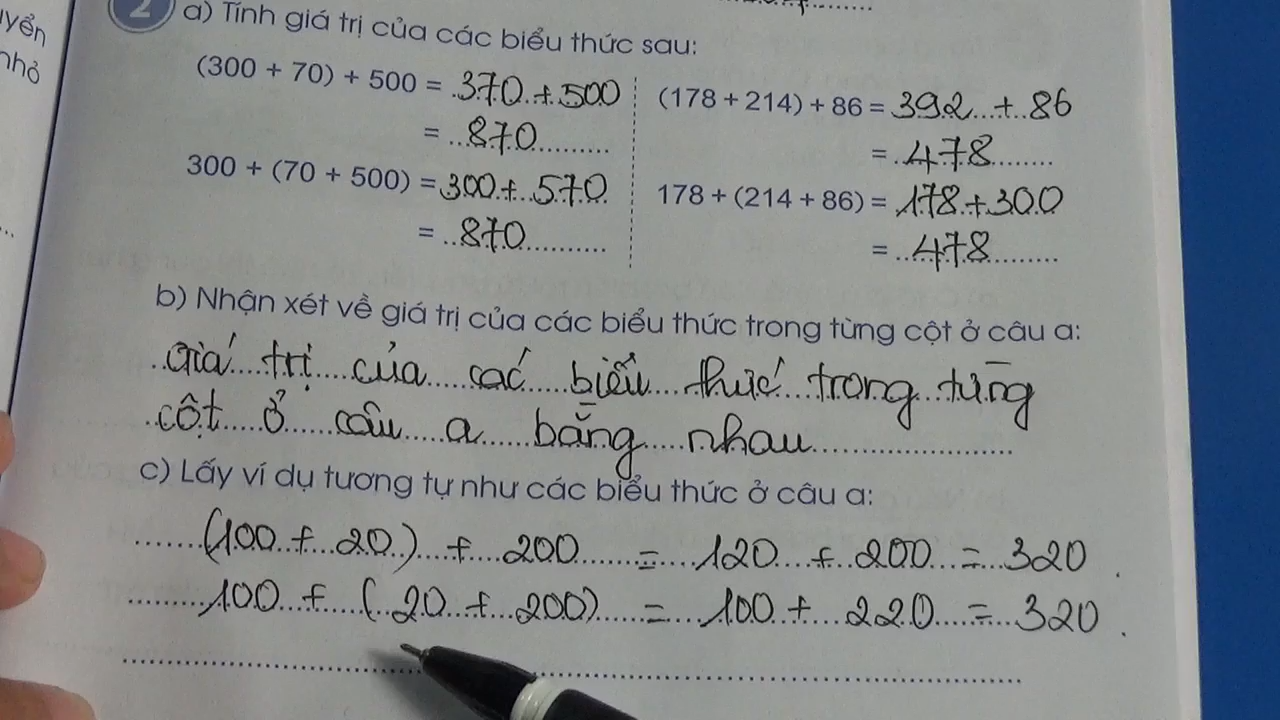 uyển
nhỏ
2 a) Tính giá trị của các biểu thức sau:
(300 + 70) + 500 = 370 + 500
= 870
300 + (70 + 500) = 300 + 570
= 870
(178 + 214) + 86 = 392 + 86
= 478
178 + (214 + 86) = 178 + 300
= 478
b) Nhận xét về giá trị của các biểu thức trong từng cột ở câu a:
Giá trị của các biểu thức trong từng
cột ở câu a bằng nhau
c) Lấy ví dụ tương tự như các biểu thức ở câu a:
(100 + 20) + 200 = 120 + 200 = 320.
100 + (20 + 200) = 100 + 220 = 320.